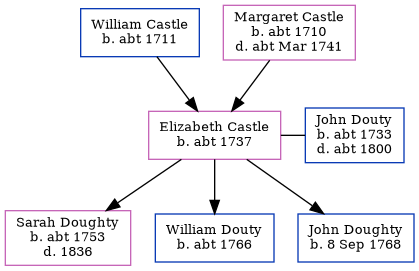 William Castle
b. abt 1711
Margaret Castle
b. abt 1710
d. abt Mar 1741
Elizabeth Castle
b. abt 1737
John Douty
b. abt 1733
d. abt 1800
Sarah Doughty
b. abt 1753
d. 1836
William Douty
b. abt 1766
John Doughty
b. 8 Sep 1768